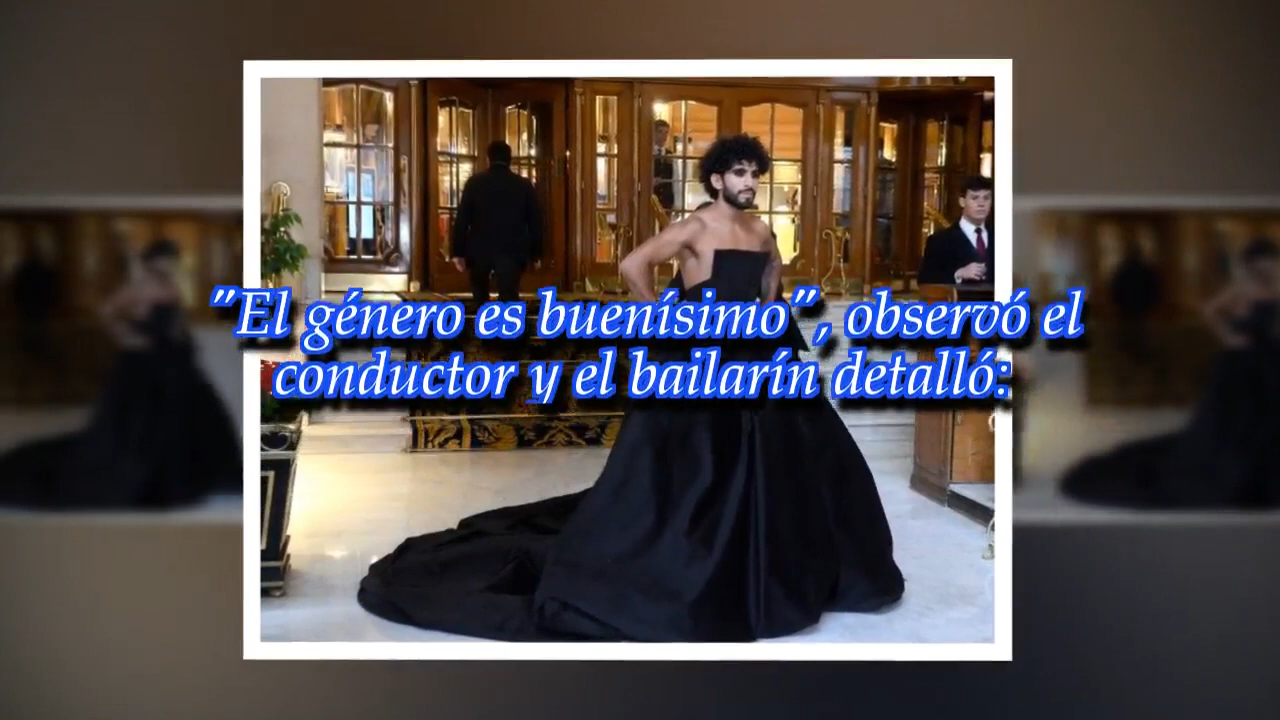 "El género es buenísimo", observó el
conductor y el bailarín detalló: